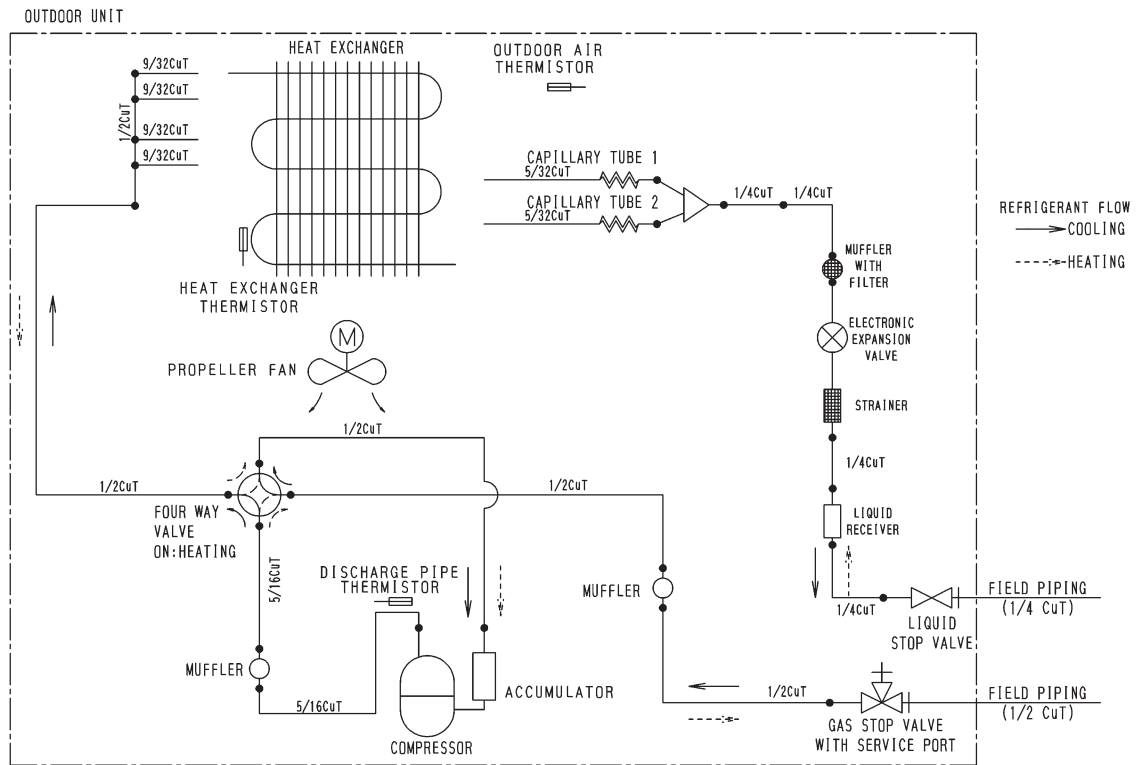 OUTDOOR UNIT
HEAT EXCHANGER
OUTDOOR AIR
THERMISTOR
9/32CuT
9/32CuT
9/32CuT
9/32CuT
1/2CuT
CAPILLARY TUBE 1
5/32CuT
CAPILLARY TUBE 2
5/32CuT
1/4CuT
1/4CuT
REFRIGERANT FLOW
COOLING
HEATING
MUFFLER
WITH
FILTER
HEAT EXCHANGER
THERMISTOR
ELECTRONIC
EXPANSION
VALVE
M
PROPELLER FAN
STRAINER
1/2CuT
1/4CuT
1/2CuT
1/2CuT
FOUR WAY
VALVE
ON:HEATING
LIQUID
RECEIVER
5/16CuT
DISCHARGE PIPE
THERMISTOR
MUFFLER
1/4CuT
FIELD PIPING
(1/4 CuT)
LIQUID
STOP VALVE
MUFFLER
ACCUMULATOR
5/16CuT
COMPRESSOR
1/2CuT
FIELD PIPING
(1/2 CuT)
GAS STOP VALVE
WITH SERVICE PORT